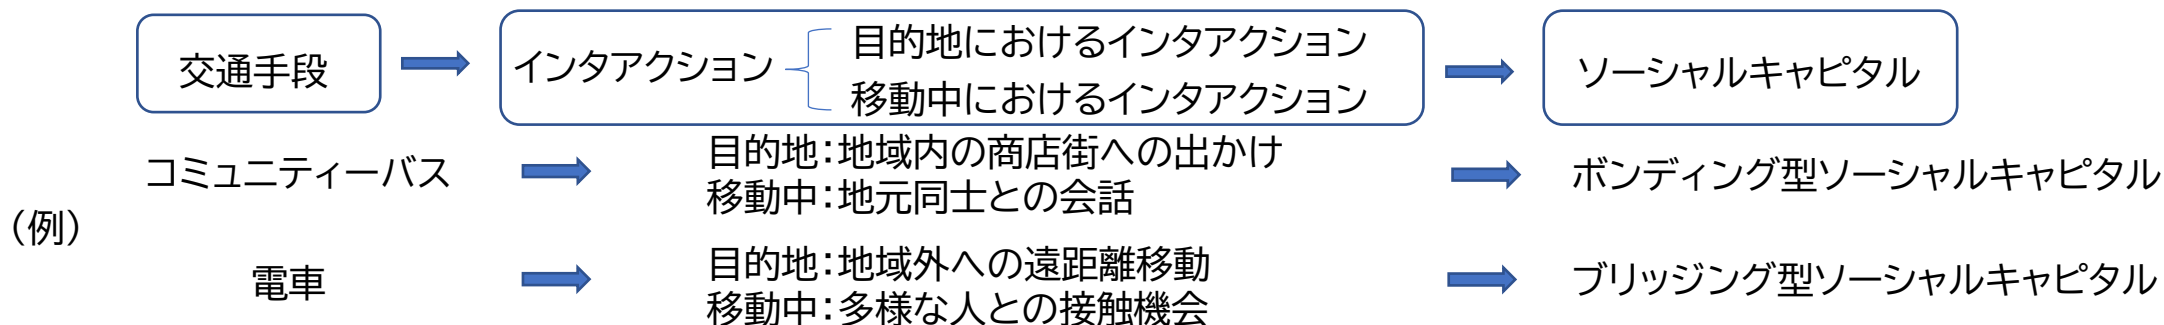 交通手段
インタアクション
目的地におけるインタアクション
移動中におけるインタアクション
ソーシャルキャピタル
(例)
コミュニティーバス
目的地:地域内の商店街への出かけ
移動中:地元同士との会話
ボンディング型ソーシャルキャピタル
電車
目的地:地域外への遠距離移動
移動中:多様な人との接触機会
ブリッジング型ソーシャルキャピタル